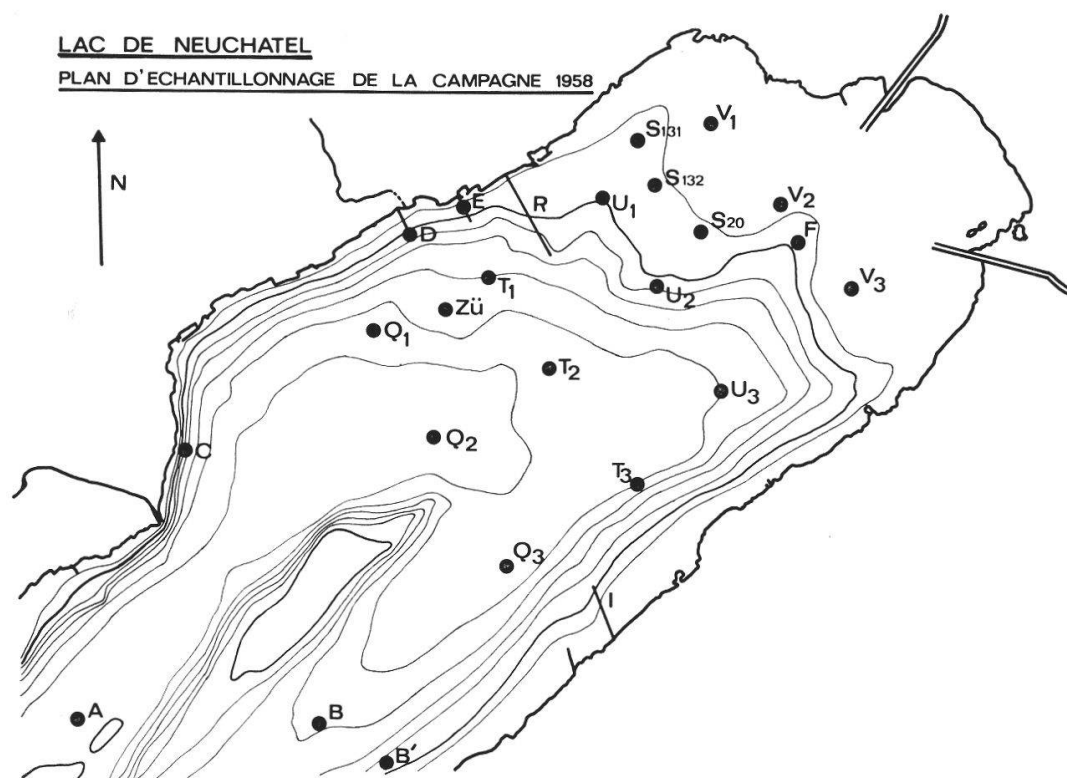 LAC DE NEUCHATEL
PLAN D'ECHANTILLONNAGE DE LA CAMPAGNE 1958
N
V1
S131
S132
E
R
U1
V2
D
S20
F
T1
U2
V3
Zü
Q1
T2
U3
Q2
C
T3
Q3
I
A
B
B'